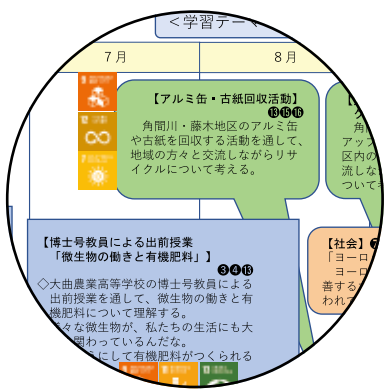 ＜学習テーマ
７月
８月
【アルミ缶・古紙回収活動】
⓭⓯⓰
角間川・藤木地区のアルミ缶
や古紙を回収する活動を通して、
地域の方々と交流しながらリサ
イクルについて考える。
アップ
区内の
流しな
ついて考
【博士号教員による出前授業
「微生物の働きと有機肥料」】
❸❹⓭
◇大曲農業高等学校の博士号教員による
出前授業を通して、微生物の働きと有
機肥料について理解する。
々な微生物が、私たちの生活にも大
関わっているんだな。
うにして有機肥料がつくられる
【社会】❼
「ヨーロ
ヨーロ
善する
われて